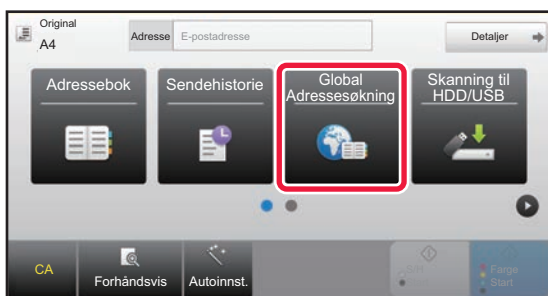 Original
A4
Adresse
E-postadresse
Detaljer
Adressebok
Sendehistorie
Global
Adressesøkning
Skanning til
HDD/USB
CA
Forhåndsvis
Autoinnst.
Farge
Start